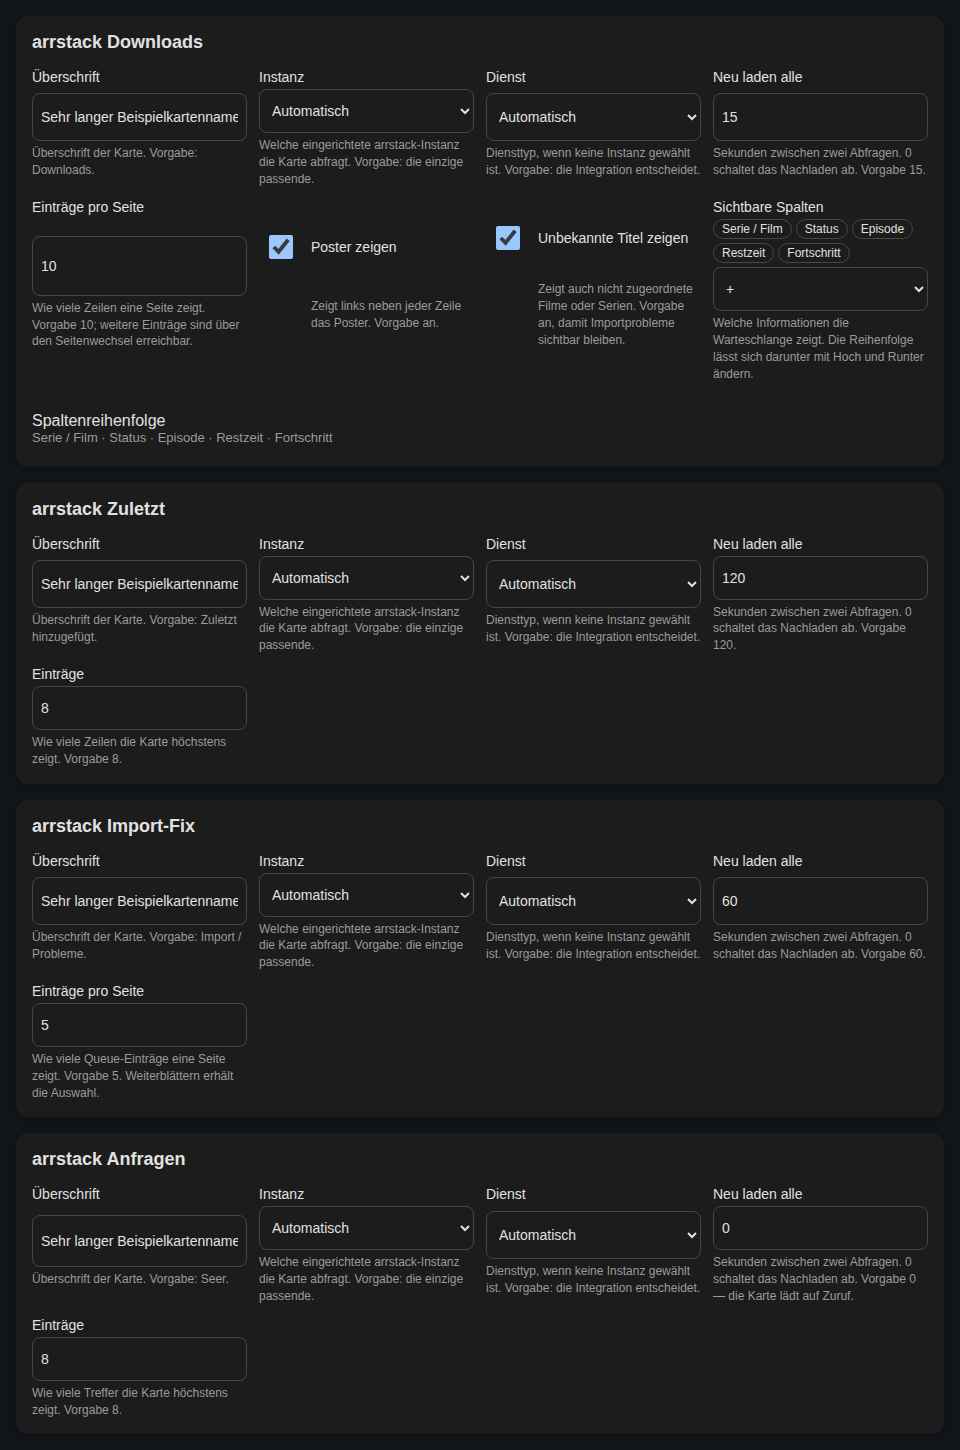 arrstack Downloads
Überschrift
Sehr langer Beispielkartenname
Überschrift der Karte. Vorgabe:
Downloads.
Instanz
Automatisch
Welche eingerichtete arrstack-Instanz
die Karte abfragt. Vorgabe: die einzige
passende.
Dienst
Automatisch
Diensttyp, wenn keine Instanz gewählt
ist. Vorgabe: die Integration entscheidet.
Neu laden alle
15
Sekunden zwischen zwei Abfragen. 0
schaltet das Nachladen ab. Vorgabe 15.
Einträge pro Seite
10
Wie viele Zeilen eine Seite zeigt.
Vorgabe 10; weitere Einträge sind über
den Seitenwechsel erreichbar.
Poster zeigen
Zeigt links neben jeder Zeile
das Poster. Vorgabe an.
Unbekannte Titel zeigen
Zeigt auch nicht zugeordnete
Filme oder Serien. Vorgabe
an, damit Importprobleme
sichtbar bleiben.
Sichtbare Spalten
Serie / Film Status Episode
Restzeit Fortschritt
+
Welche Informationen die
Warteschlange zeigt. Die Reihenfolge
lässt sich darunter mit Hoch und Runter
ändern.
Spaltenreihenfolge
Serie / Film · Status · Episode · Restzeit · Fortschritt
arrstack Zuletzt
Überschrift
Sehr langer Beispielkartenname
Überschrift der Karte. Vorgabe: Zuletzt
hinzugefügt.
Instanz
Automatisch
Welche eingerichtete arrstack-Instanz
die Karte abfragt. Vorgabe: die einzige
passende.
Dienst
Automatisch
Diensttyp, wenn keine Instanz gewählt
ist. Vorgabe: die Integration entscheidet.
Neu laden alle
120
Sekunden zwischen zwei Abfragen. 0
schaltet das Nachladen ab. Vorgabe
120.
Einträge
8
Wie viele Zeilen die Karte höchstens
zeigt. Vorgabe 8.
arrstack Import-Fix
Überschrift
Sehr langer Beispielkartenname
Überschrift der Karte. Vorgabe: Import /
Probleme.
Instanz
Automatisch
Welche eingerichtete arrstack-Instanz
die Karte abfragt. Vorgabe: die einzige
passende.
Dienst
Automatisch
Diensttyp, wenn keine Instanz gewählt
ist. Vorgabe: die Integration entscheidet.
Neu laden alle
60
Sekunden zwischen zwei Abfragen. 0
schaltet das Nachladen ab. Vorgabe 60.
Einträge pro Seite
5
Wie viele Queue-Einträge eine Seite
zeigt. Vorgabe 5. Weiterblättern erhält
die Auswahl.
arrstack Anfragen
Überschrift
Sehr langer Beispielkartenname
Überschrift der Karte. Vorgabe: Seer.
Instanz
Automatisch
Welche eingerichtete arrstack-Instanz
die Karte abfragt. Vorgabe: die einzige
passende.
Dienst
Automatisch
Diensttyp, wenn keine Instanz gewählt
ist. Vorgabe: die Integration entscheidet.
Neu laden alle
0
Sekunden zwischen zwei Abfragen. 0
schaltet das Nachladen ab. Vorgabe 0
— die Karte lädt auf Zuruf.
Einträge
8
Wie viele Treffer die Karte höchstens
zeigt. Vorgabe 8.